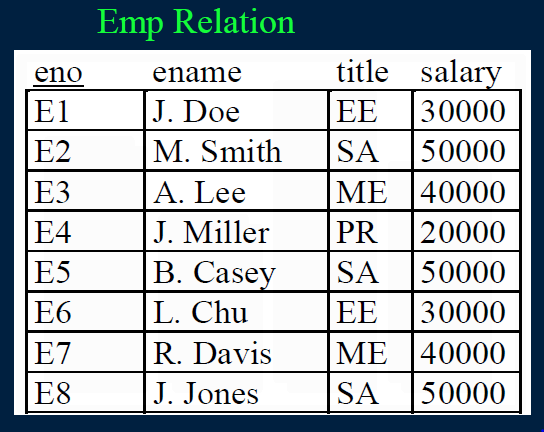 Emp Relation
eno ename title salary
E1 J. Doe EE 30000
E2 M. Smith SA 50000
E3 A. Lee ME 40000
E4 J. Miller PR 20000
E5 B. Casey SA 50000
E6 L. Chu EE 30000
E7 R. Davis ME 40000
E8 J. Jones SA 50000